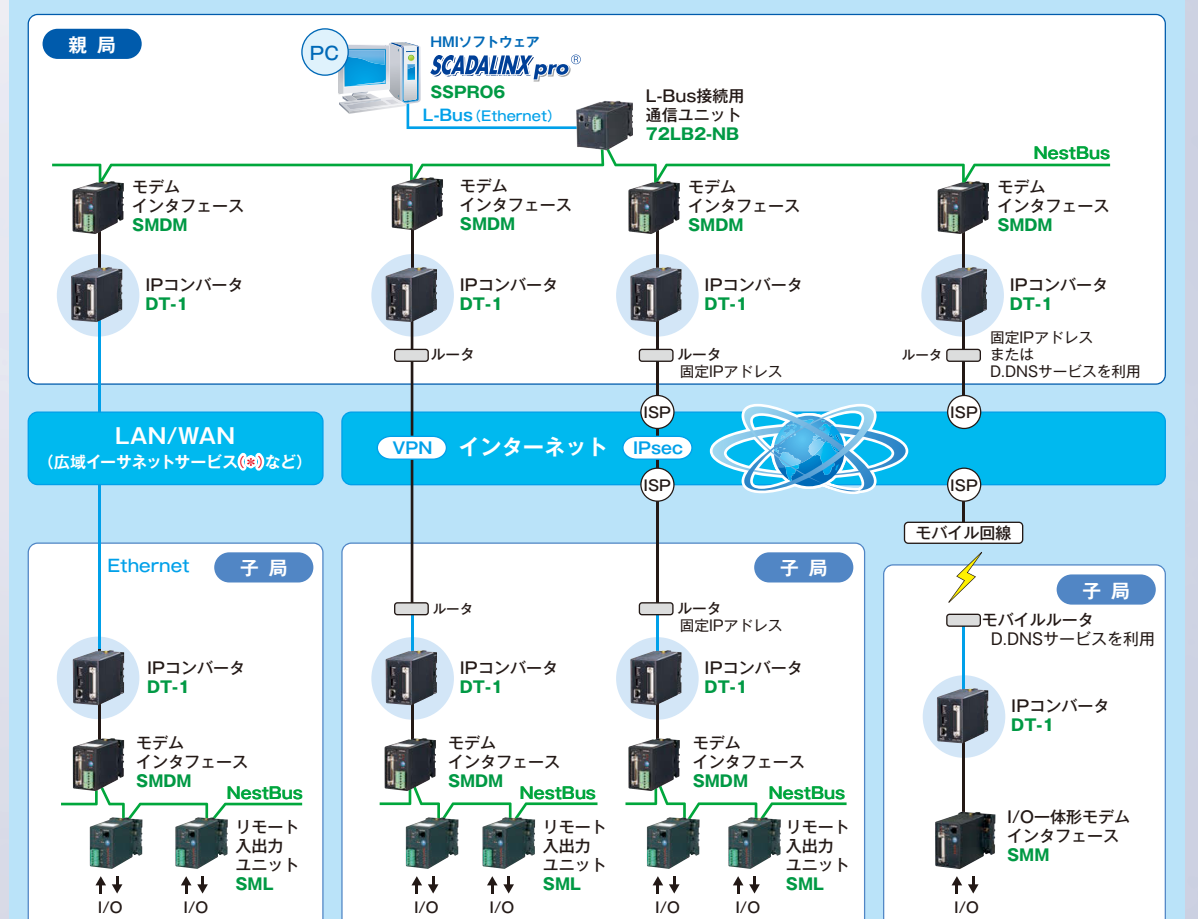 親 局
PC
HMIソフトウェア
SCADALINX pro®
SSPRO6
L-Bus(Ethernet)
L-Bus接続用
通信ユニット
72LB2-NB
NestBus
モデム
インタフェース
SMDM
モデム
インタフェース
SMDM
モデム
インタフェース
SMDM
モデム
インタフェース
SMDM
IPコンバータ
DT-1
IPコンバータ
DT-1
IPコンバータ
DT-1
IPコンバータ
DT-1
ルータ
ルータ
固定IPアドレス
ルータ
固定IPアドレス
または
D.DNSサービスを利用
LAN/WAN
(広域イーサネットサービス(*)など)
VPN
インターネット
IPsec
ISP
ISP
ISP
ISP
モバイル回線
Ethernet
子 局
子 局
子 局
ルータ
ルータ
固定IPアドレス
モバイルルータ
D.DNSサービスを利用
IPコンバータ
DT-1
IPコンバータ
DT-1
IPコンバータ
DT-1
IPコンバータ
DT-1
モデム
インタフェース
SMDM
モデム
インタフェース
SMDM
モデム
インタフェース
SMDM
NestBus
NestBus
NestBus
リモート
入出力
ユニット
SML
リモート
入出力
ユニット
SML
リモート
入出力
ユニット
SML
I/O一体形モデム
インタフェース
SMM
I/O
I/O
I/O
I/O
I/O
I/O
I/O